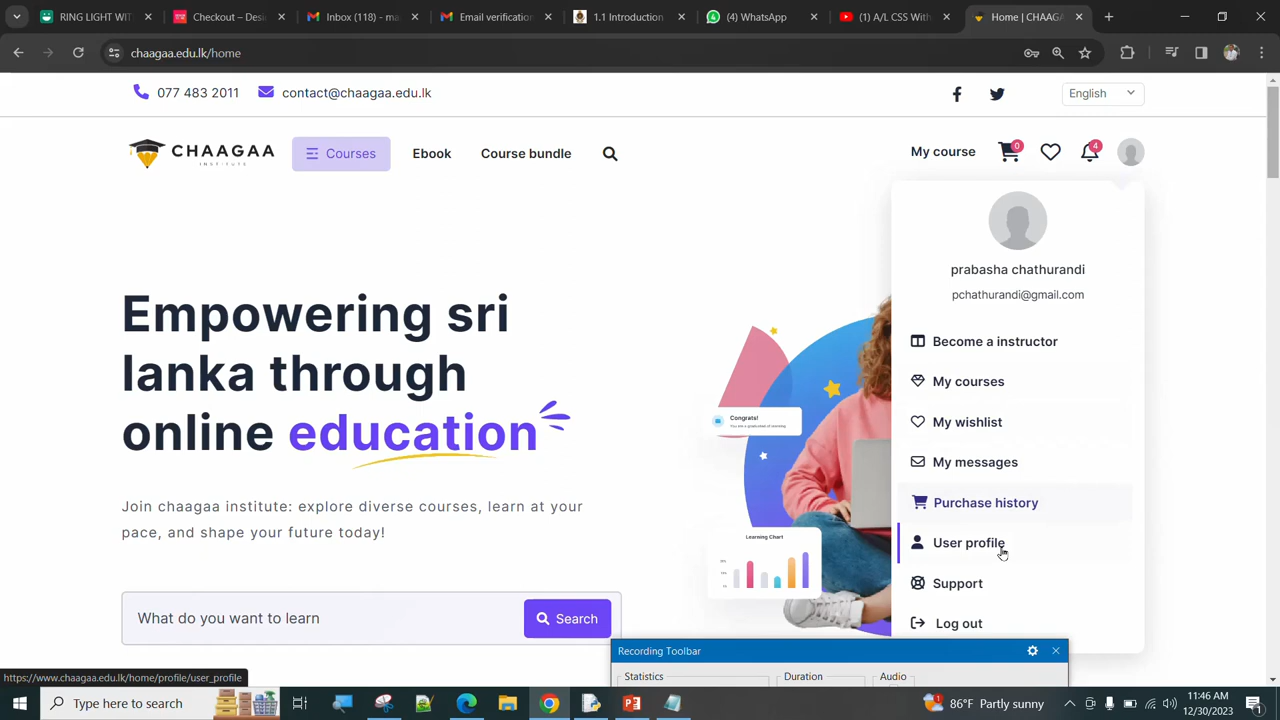 RING LIGHT WIT
Checkout – Desi
Inbox (118) - ma
Email verification
1.1 Introduction
(4) WhatsApp
(1) A/L CSS With
Home | CHAAGA
chaagaa.edu.lk/home
077 483 2011
contact@chaagaa.edu.lk
English
CHAAGAA
INSTITUTE
Courses
Ebook
Course bundle
My course
0
4
prabasha chathurandi
pchathurandi@gmail.com
Become a instructor
My courses
My wishlist
My messages
Purchase history
User profile
Support
Log out
Empowering sri
lanka through
online education
Join chaagaa institute: explore diverse courses, learn at your
pace, and shape your future today!
What do you want to learn
Search
Congrats!
Learning Chart
Recording Toolbar
Statistics
Duration
Audio
https://www.chaagaa.edu.lk/home/profile/user_profile
Type here to search
86°F Partly sunny
11:46 AM
12/30/2023
1